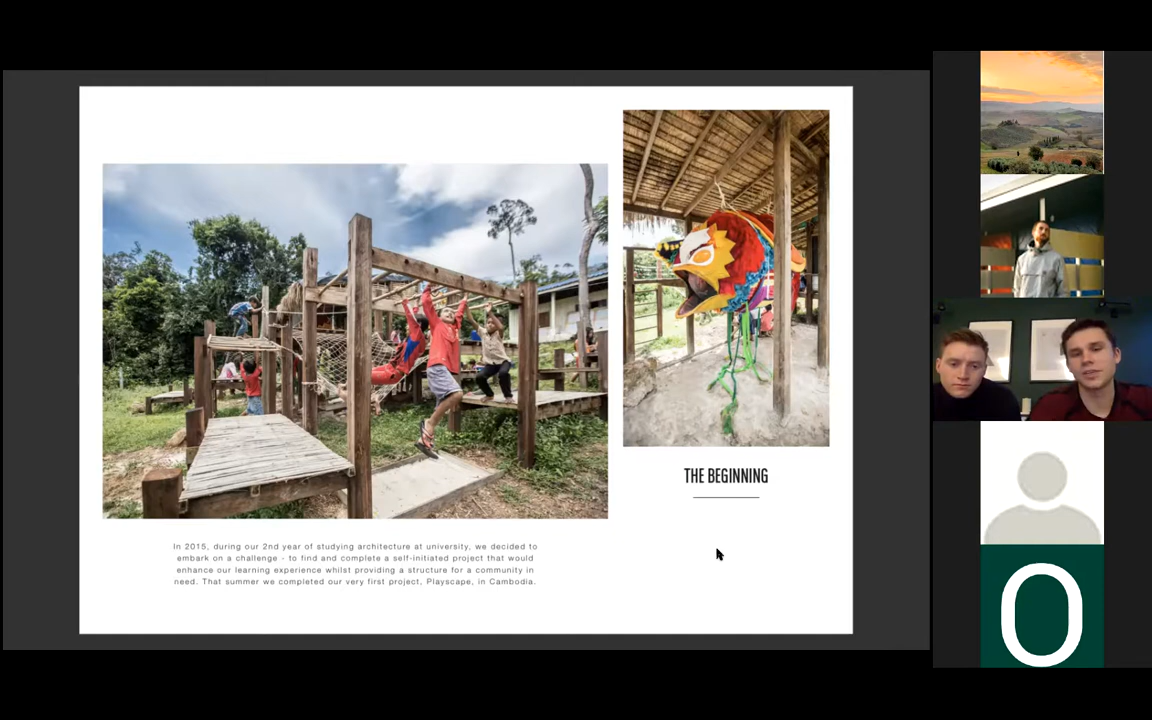 THE BEGINNING
In 2015, during our 2nd year of studying architecture at university, we decided to
embark on a challenge - to find and complete a self-initiated project that would
enhance our learning experience whilst providing a structure for a community in
need. That summer we completed our very first project, Playscape, in Cambodia.
O